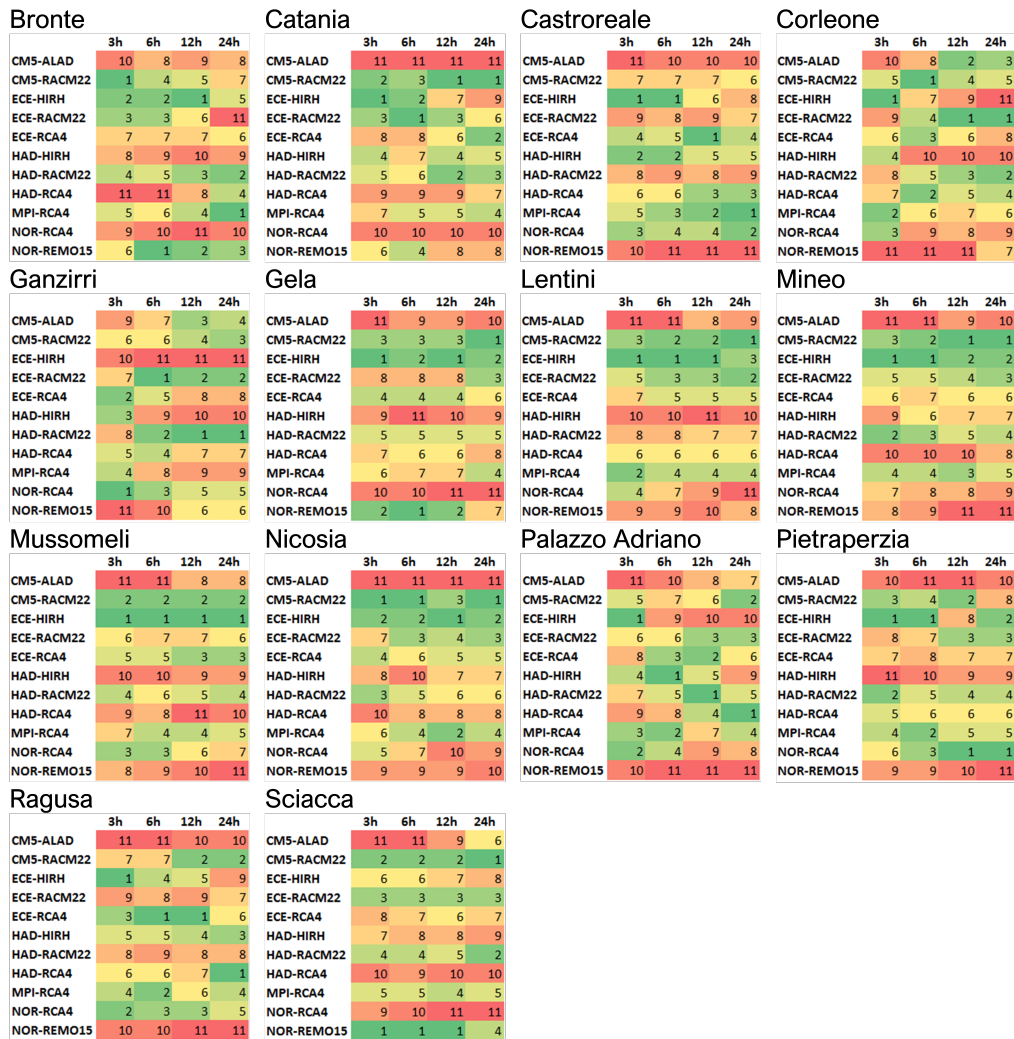 Bronte Catania Castroreale Corleone
3h 6h 12h 24h 3h 6h 12h 24h 3h 6h 12h 24h 3h 6h 12h 24h
CM5-ALAD 10 8 9 8 CM5-ALAD 11 11 11 11 CM5-ALAD 11 10 10 10 CM5-ALAD 10 8 2 3
CM5-RACM22 1 4 5 7 CM5-RACM22 2 3 1 1 CM5-RACM22 7 7 7 6 CM5-RACM22 5 1 4 5
ECE-HIRH 2 2 1 5 ECE-HIRH 1 2 7 9 ECE-HIRH 1 1 6 8 ECE-HIRH 1 7 9 11
ECE-RACM22 3 3 6 11 ECE-RACM22 3 1 3 6 ECE-RACM22 9 8 9 7 ECE-RACM22 9 4 1 1
ECE-RCA4 7 7 7 6 ECE-RCA4 8 8 6 2 ECE-RCA4 4 5 1 4 ECE-RCA4 6 3 6 8
HAD-HIRH 8 9 10 9 HAD-HIRH 4 7 4 5 HAD-HIRH 2 2 5 5 HAD-HIRH 4 10 10 10
HAD-RACM22 4 5 3 2 HAD-RACM22 5 6 2 3 HAD-RACM22 8 9 8 9 HAD-RACM22 8 5 3 2
HAD-RCA4 11 11 8 4 HAD-RCA4 9 9 9 7 HAD-RCA4 6 6 3 3 HAD-RCA4 7 2 5 4
MPI-RCA4 5 6 4 1 MPI-RCA4 7 5 5 4 MPI-RCA4 5 3 2 1 MPI-RCA4 2 6 7 6
NOR-RCA4 9 10 11 10 NOR-RCA4 10 10 10 10 NOR-RCA4 3 4 4 2 NOR-RCA4 3 9 8 9
NOR-REMO15 6 1 2 3 NOR-REMO15 6 4 8 8 NOR-REMO15 10 11 11 11 NOR-REMO15 11 11 11 7
Ganzirri Gela Lentini Mineo
3h 6h 12h 24h 3h 6h 12h 24h 3h 6h 12h 24h 3h 6h 12h 24h
CM5-ALAD 9 7 3 4 CM5-ALAD 11 9 9 10 CM5-ALAD 11 11 8 9 CM5-ALAD 11 11 9 10
CM5-RACM22 6 6 4 3 CM5-RACM22 3 3 3 1 CM5-RACM22 3 2 2 1 CM5-RACM22 3 2 1 1
ECE-HIRH 10 11 11 11 ECE-HIRH 1 2 1 2 ECE-HIRH 1 1 1 3 ECE-HIRH 1 1 2 2
ECE-RACM22 7 1 2 2 ECE-RACM22 8 8 8 3 ECE-RACM22 5 3 3 2 ECE-RACM22 5 5 4 3
ECE-RCA4 2 5 8 8 ECE-RCA4 4 4 4 6 ECE-RCA4 7 5 5 5 ECE-RCA4 6 7 6 6
HAD-HIRH 3 9 10 10 HAD-HIRH 9 11 10 9 HAD-HIRH 10 10 11 10 HAD-HIRH 9 6 7 7
HAD-RACM22 8 2 1 1 HAD-RACM22 5 5 5 5 HAD-RACM22 8 8 7 7 HAD-RACM22 2 3 5 4
HAD-RCA4 5 4 7 7 HAD-RCA4 7 6 6 8 HAD-RCA4 6 6 6 6 HAD-RCA4 10 10 10 8
MPI-RCA4 4 8 9 9 MPI-RCA4 6 7 7 4 MPI-RCA4 2 4 4 4 MPI-RCA4 4 4 3 5
NOR-RCA4 1 3 5 5 NOR-RCA4 10 10 11 11 NOR-RCA4 4 7 9 11 NOR-RCA4 7 8 8 9
NOR-REMO15 11 10 6 6 NOR-REMO15 2 1 2 7 NOR-REMO15 9 9 10 8 NOR-REMO15 8 9 11 11
Mussomeli Nicosia Palazzo Adriano Pietraperzia
3h 6h 12h 24h 3h 6h 12h 24h 3h 6h 12h 24h 3h 6h 12h 24h
CM5-ALAD 11 11 8 8 CM5-ALAD 11 11 11 11 CM5-ALAD 11 10 8 7 CM5-ALAD 10 11 11 10
CM5-RACM22 2 2 2 2 CM5-RACM22 1 1 3 1 CM5-RACM22 5 7 6 2 CM5-RACM22 3 4 2 8
ECE-HIRH 1 1 1 1 ECE-HIRH 2 2 1 2 ECE-HIRH 1 9 10 10 ECE-HIRH 1 1 8 2
ECE-RACM22 6 7 7 6 ECE-RACM22 7 3 4 3 ECE-RACM22 6 6 3 3 ECE-RACM22 8 7 3 3
ECE-RCA4 5 5 3 3 ECE-RCA4 4 6 5 5 ECE-RCA4 8 3 2 6 ECE-RCA4 7 8 7 7
HAD-HIRH 10 10 9 9 HAD-HIRH 8 10 7 7 HAD-HIRH 4 1 5 9 HAD-HIRH 11 10 9 9
HAD-RACM22 4 6 5 4 HAD-RACM22 3 5 6 6 HAD-RACM22 7 5 1 5 HAD-RACM22 2 5 4 4
HAD-RCA4 9 8 11 10 HAD-RCA4 10 8 8 8 HAD-RCA4 9 8 4 1 HAD-RCA4 5 6 6 6
MPI-RCA4 7 4 4 5 MPI-RCA4 6 4 2 4 MPI-RCA4 3 2 7 4 MPI-RCA4 4 2 5 5
NOR-RCA4 3 3 6 7 NOR-RCA4 5 7 10 9 NOR-RCA4 2 4 9 8 NOR-RCA4 6 3 1 1
NOR-REMO15 8 9 10 11 NOR-REMO15 9 9 9 10 NOR-REMO15 10 11 11 11 NOR-REMO15 9 9 10 11
Ragusa Sciacca
3h 6h 12h 24h 3h 6h 12h 24h
CM5-ALAD 11 11 10 10 CM5-ALAD 11 11 9 6
CM5-RACM22 7 7 2 2 CM5-RACM22 2 2 2 1
ECE-HIRH 1 4 5 9 ECE-HIRH 6 6 7 8
ECE-RACM22 9 8 9 7 ECE-RACM22 3 3 3 3
ECE-RCA4 3 1 1 6 ECE-RCA4 8 7 6 7
HAD-HIRH 5 5 4 3 HAD-HIRH 7 8 8 9
HAD-RACM22 8 9 8 8 HAD-RACM22 4 4 5 2
HAD-RCA4 6 6 7 1 HAD-RCA4 10 9 10 10
MPI-RCA4 4 2 6 4 MPI-RCA4 5 5 4 5
NOR-RCA4 2 3 3 5 NOR-RCA4 9 10 11 11
NOR-REMO15 10 10 11 11 NOR-REMO15 1 1 1 4